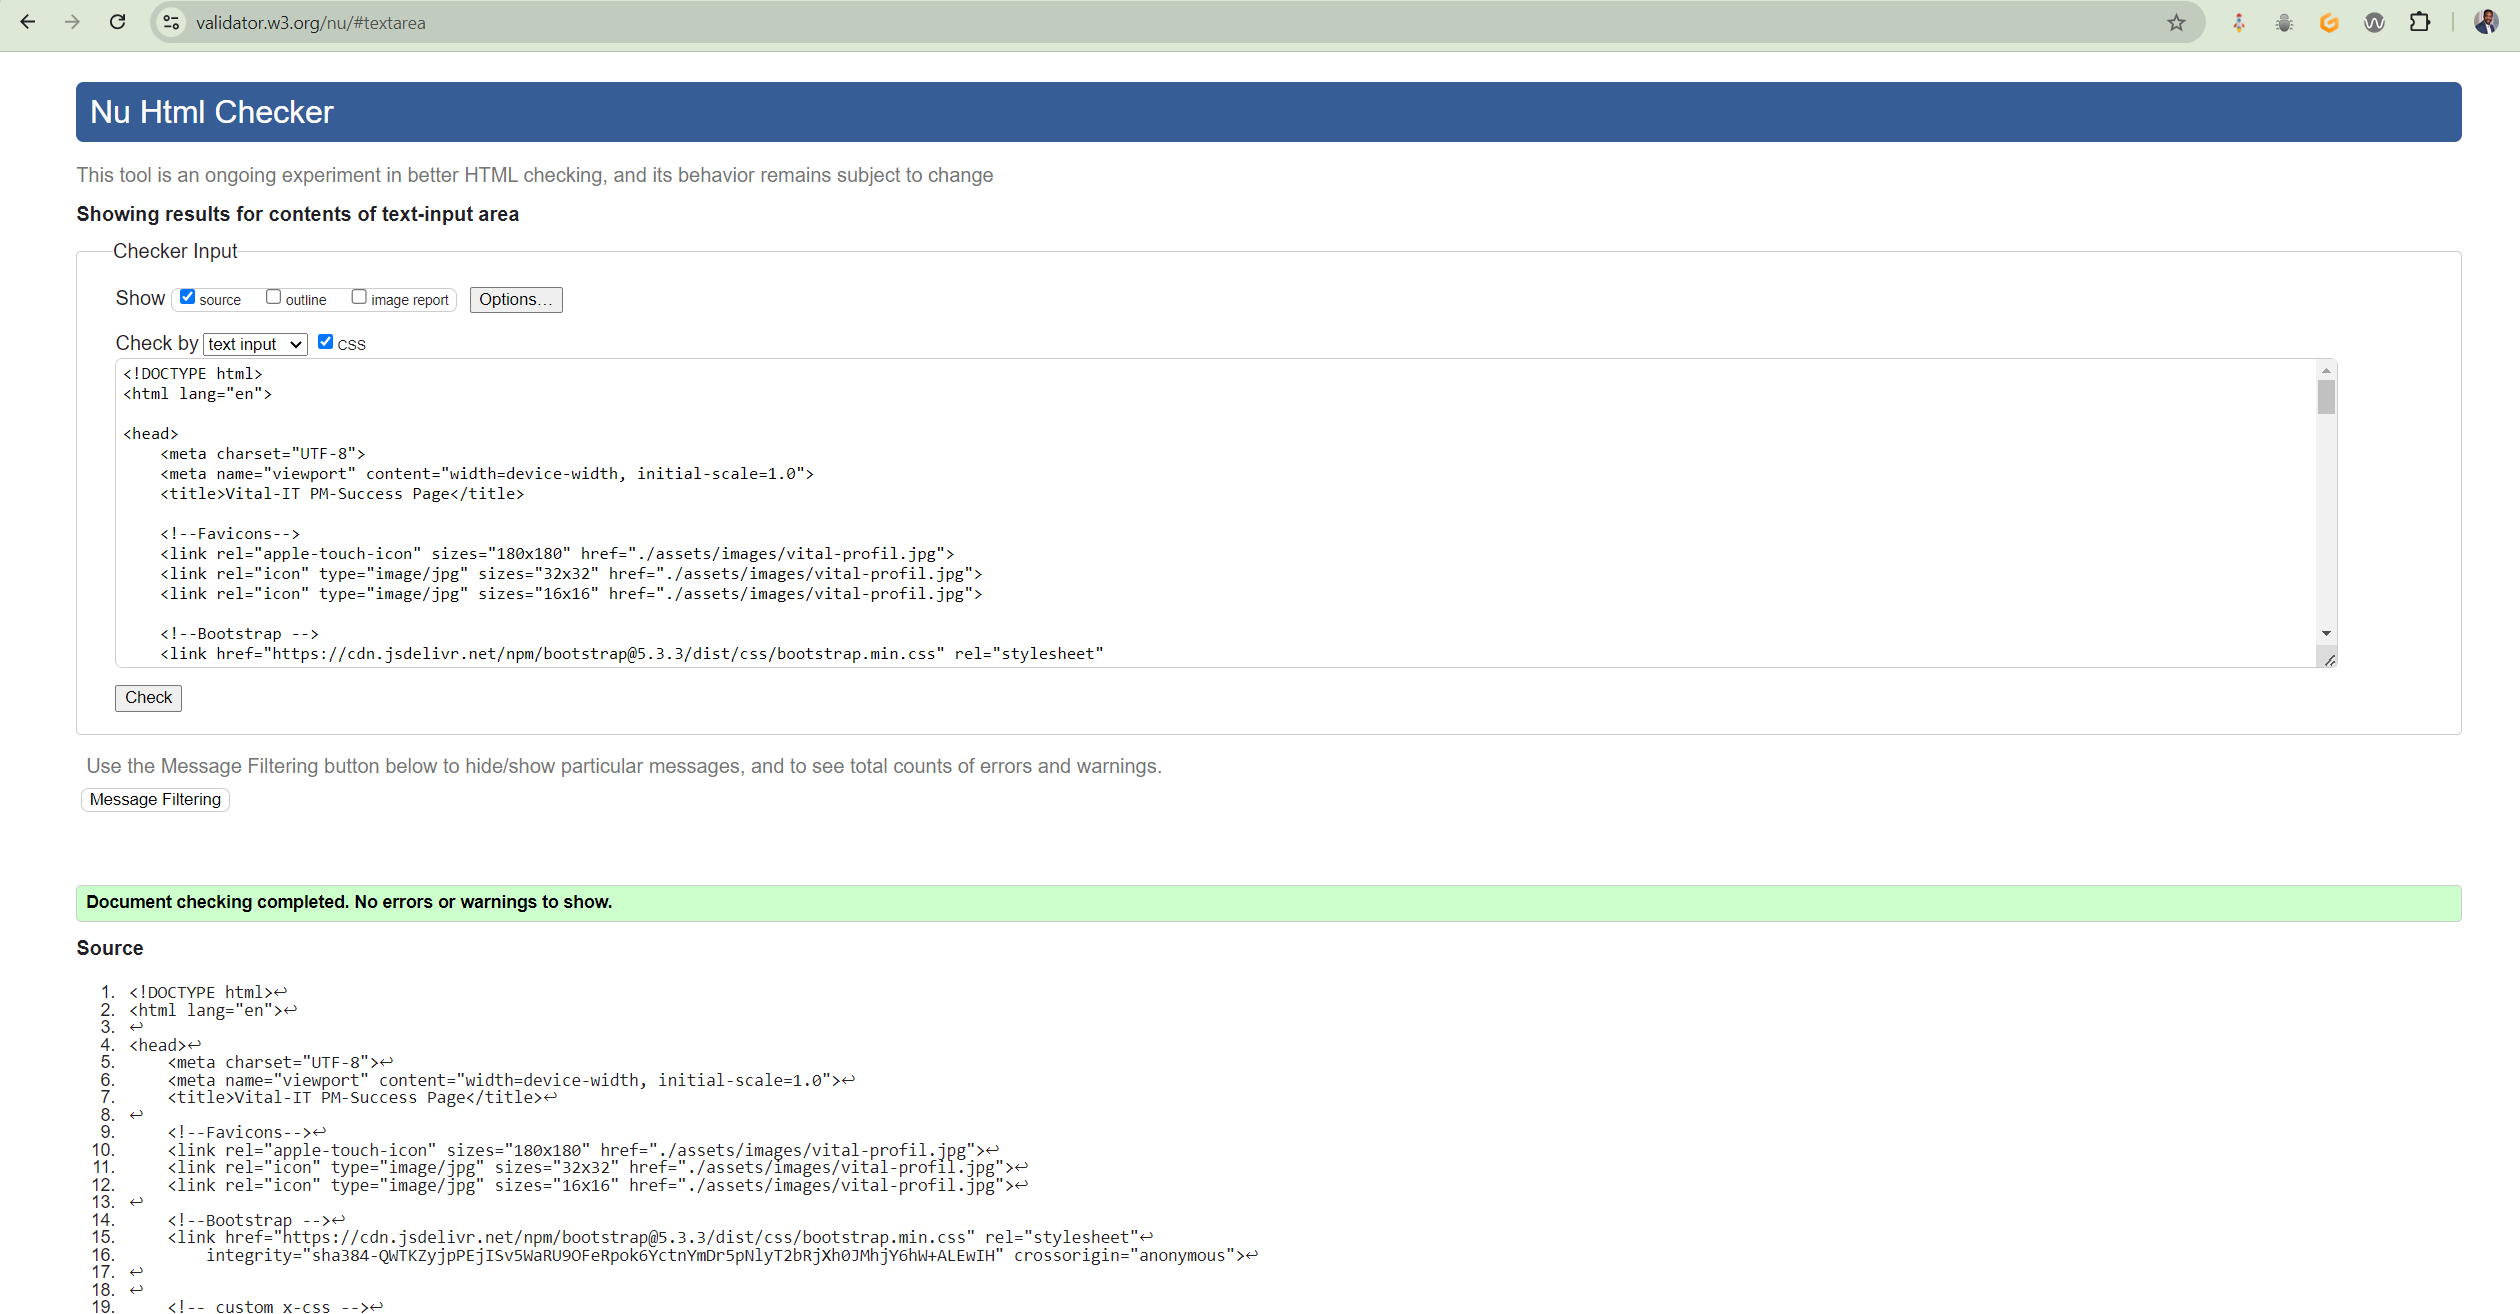 validator.w3.org/nu/#textarea
Nu Html Checker
This tool is an ongoing experiment in better HTML checking, and its behavior remains subject to change
Showing results for contents of text-input area
Checker Input
Show source outline image report Options...
Check by text input CSS
<!DOCTYPE html>
<html lang="en">
<head>
<meta charset="UTF-8">
<meta name="viewport" content="width=device-width, initial-scale=1.0">
<title>Vital-IT PM-Success Page</title>
<!--Favicons-->
<link rel="apple-touch-icon" sizes="180x180" href="./assets/images/vital-profil.jpg">
<link rel="icon" type="image/jpg" sizes="32x32" href="./assets/images/vital-profil.jpg">
<link rel="icon" type="image/jpg" sizes="16x16" href="./assets/images/vital-profil.jpg">
<!--Bootstrap -->
<link href="https://cdn.jsdelivr.net/npm/bootstrap@5.3.3/dist/css/bootstrap.min.css" rel="stylesheet"
Check
Use the Message Filtering button below to hide/show particular messages, and to see total counts of errors and warnings.
Message Filtering
Document checking completed. No errors or warnings to show.
Source
1. <!DOCTYPE html>↩
2. <html lang="en">↩
3. ↩
4. <head>↩
5. <meta charset="UTF-8">↩
6. <meta name="viewport" content="width=device-width, initial-scale=1.0">↩
7. <title>Vital-IT PM-Success Page</title>↩
8. ↩
9. <!--Favicons-->↩
10. <link rel="apple-touch-icon" sizes="180x180" href="./assets/images/vital-profil.jpg">↩
11. <link rel="icon" type="image/jpg" sizes="32x32" href="./assets/images/vital-profil.jpg">↩
12. <link rel="icon" type="image/jpg" sizes="16x16" href="./assets/images/vital-profil.jpg">↩
13. ↩
14. <!--Bootstrap -->↩
15. <link href="https://cdn.jsdelivr.net/npm/bootstrap@5.3.3/dist/css/bootstrap.min.css" rel="stylesheet"↩
16. integrity="sha384-QWTKZyjpPEjISv5WaRU9OFeRpok6YctnYmDr5pNlyT2bRjXh0JMhjY6hW+ALEwIH" crossorigin="anonymous">↩
17. ↩
18. ↩
19. <!-- custom x-css -->↩